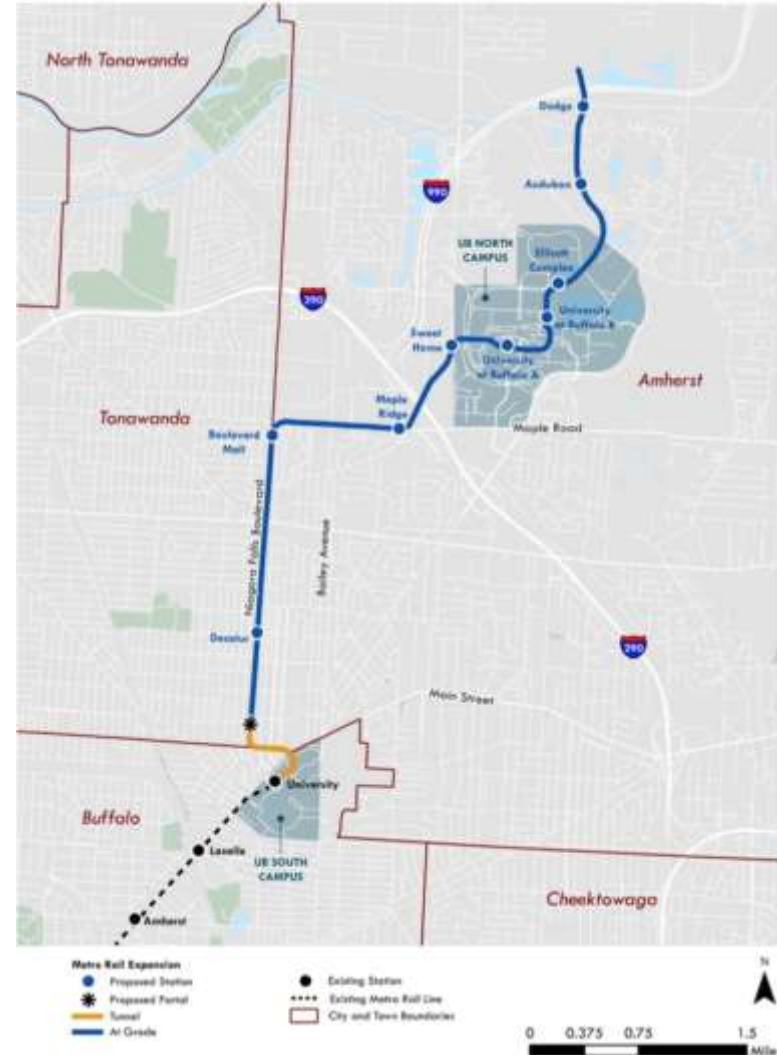 North Tonawanda
Dodge
990
Audubon
UB NORTH
CAMPUS
Ellicott
Complex
290
University
at Buffalo B
Sweet
Home
University
at Buffalo A
Amherst
Maple
Ridge
Tonawanda
Boulevard
Mall
Maple Road
Niagara Falls Boulevard
Bailey Avenue
Decatur
290
Main Street
University
Buffalo
Lasalle
UB SOUTH
CAMPUS
Cheektowaga
Amherst
Metro Rail Expansion
Proposed Station
Proposed Portal
Tunnel
At Grade
Existing Station
Existing Metro Rail Line
City and Town Boundaries
N
0 0.375 0.75 1.5
Mile